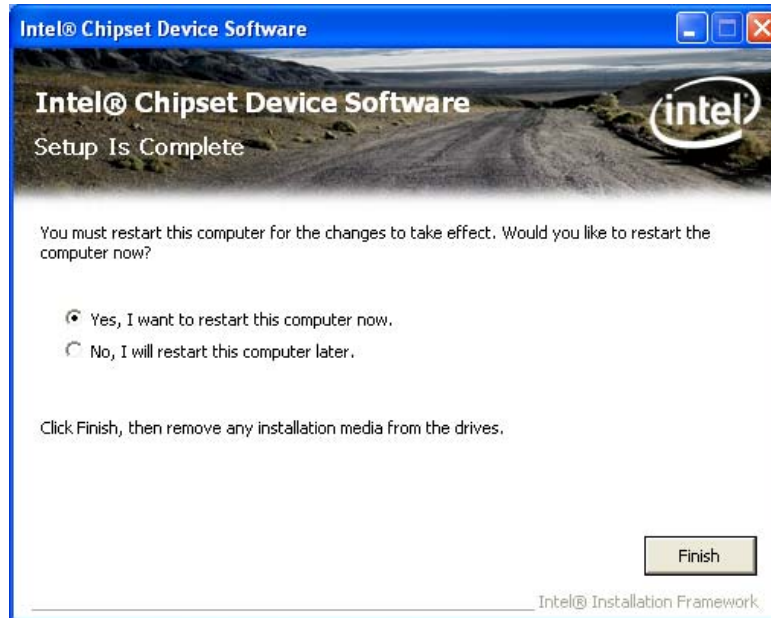 Intel® Chipset Device Software
Intel® Chipset Device Software
intel
Setup Is Complete
You must restart this computer for the changes to take effect. Would you like to restart the
computer now?
Yes, I want to restart this computer now.
No, I will restart this computer later.
Click Finish, then remove any installation media from the drives.
Finish
Intel® Installation Framework